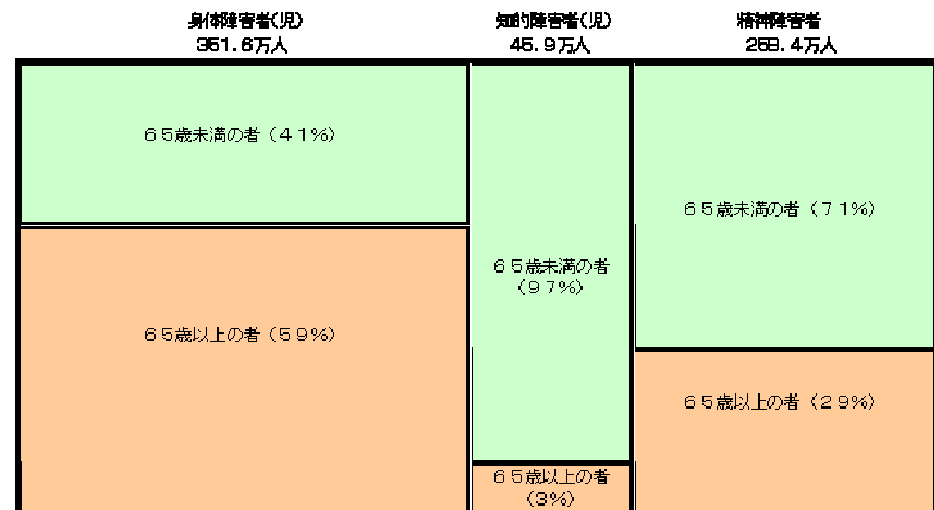 身体障害者(児)
351.6万人
知的障害者(児)
45.9万人
精神障害者
258.4万人
65歳未満の者(41%)
65歳以上の者(59%)
65歳未満の者
(97%)
65歳以上の者
(3%)
65歳未満の者(71%)
65歳以上の者(29%)